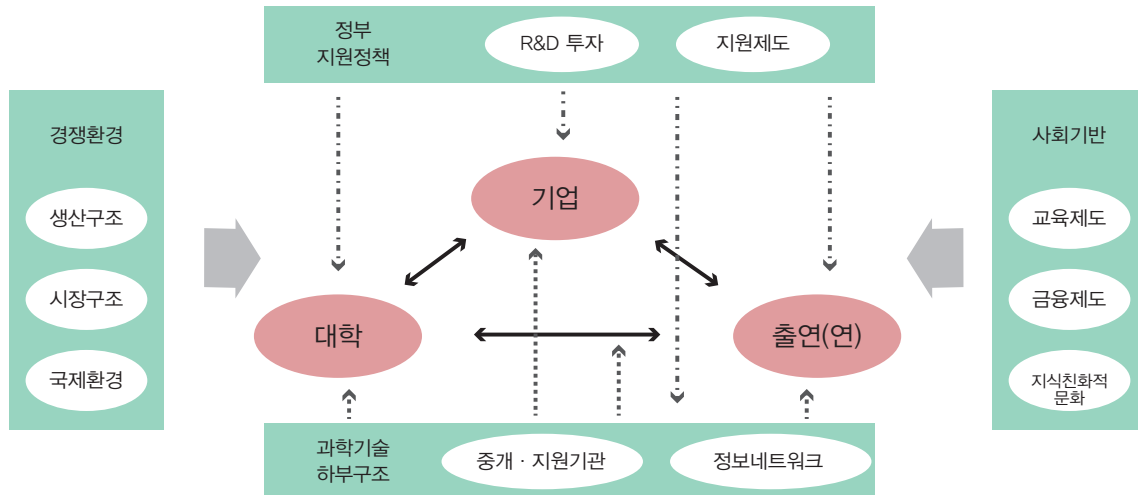 정부
지원정책
R&D 투자
지원제도
경쟁환경
생산구조
시장구조
국제환경
기업
대학
출연(연)
사회기반
교육제도
금융제도
지식친화적
문화
과학기술
하부구조
중개 · 지원기관
정보네트워크